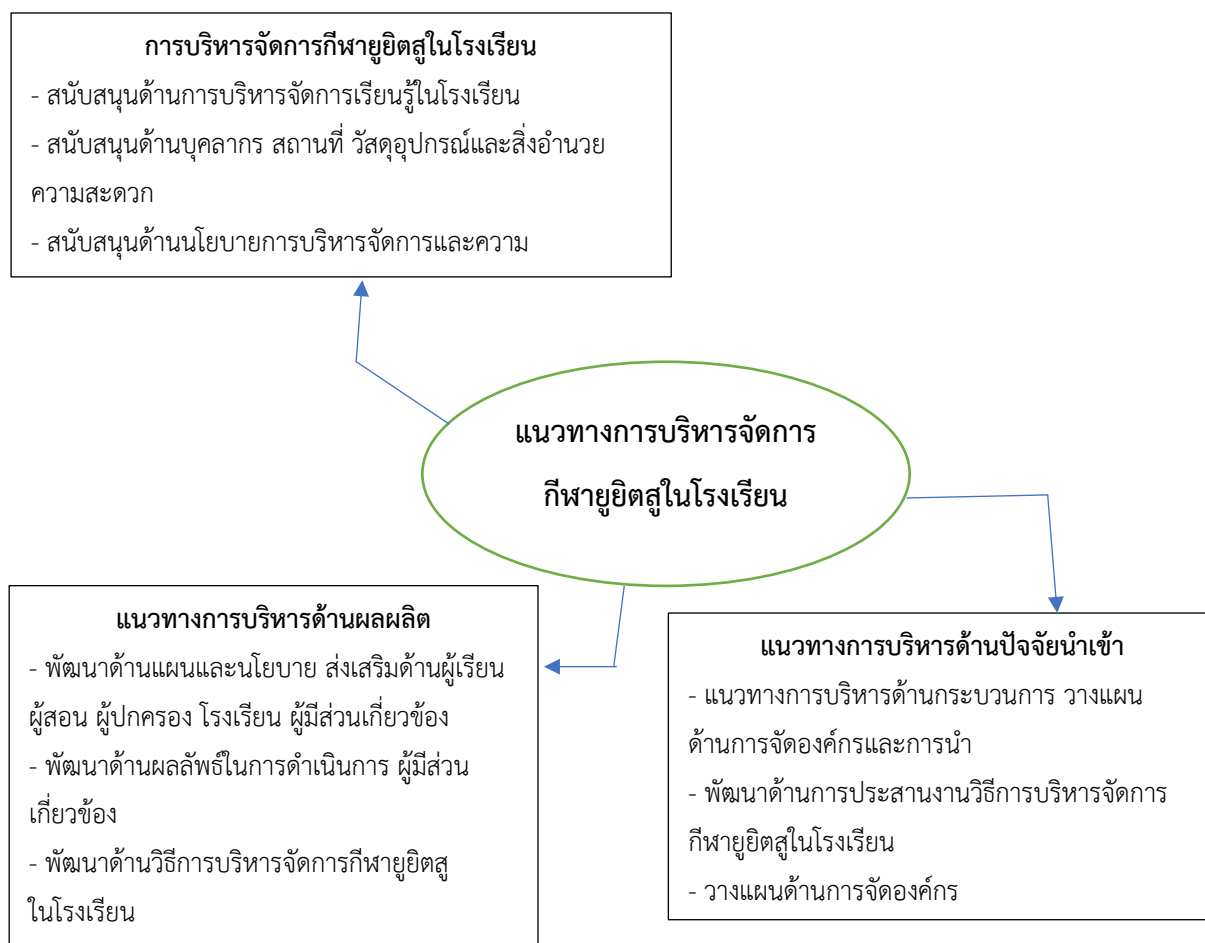 การบริหารจัดการกีฬายูยิตสูในโรงเรียน
- สนับสนุนด้านการบริหารจัดการเรียนรู้ในโรงเรียน
- สนับสนุนด้านบุคลากร สถานที่ วัสดุอุปกรณ์และสิ่งอำนวย
ความสะดวก
- สนับสนุนด้านนโยบายการบริหารจัดการและความ
แนวทางการบริหารจัดการ
กีฬายูยิตสูในโรงเรียน
แนวทางการบริหารด้านผลผลิต
- พัฒนาด้านแผนและนโยบาย ส่งเสริมด้านผู้เรียน
ผู้สอน ผู้ปกครอง โรงเรียน ผู้มีส่วนเกี่ยวข้อง
- พัฒนาด้านผลลัพธ์ในการดำเนินการ ผู้มีส่วน
เกี่ยวข้อง
- พัฒนาด้านวิธีการบริหารจัดการกีฬายูยิตสู
ในโรงเรียน
แนวทางการบริหารด้านปัจจัยนำเข้า
- แนวทางการบริหารด้านกระบวนการ วางแผน
ด้านการจัดองค์กรและการนำ
- พัฒนาด้านการประสานงานวิธีการบริหารจัดการ
กีฬายูยิตสูในโรงเรียน
- วางแผนด้านการจัดองค์กร